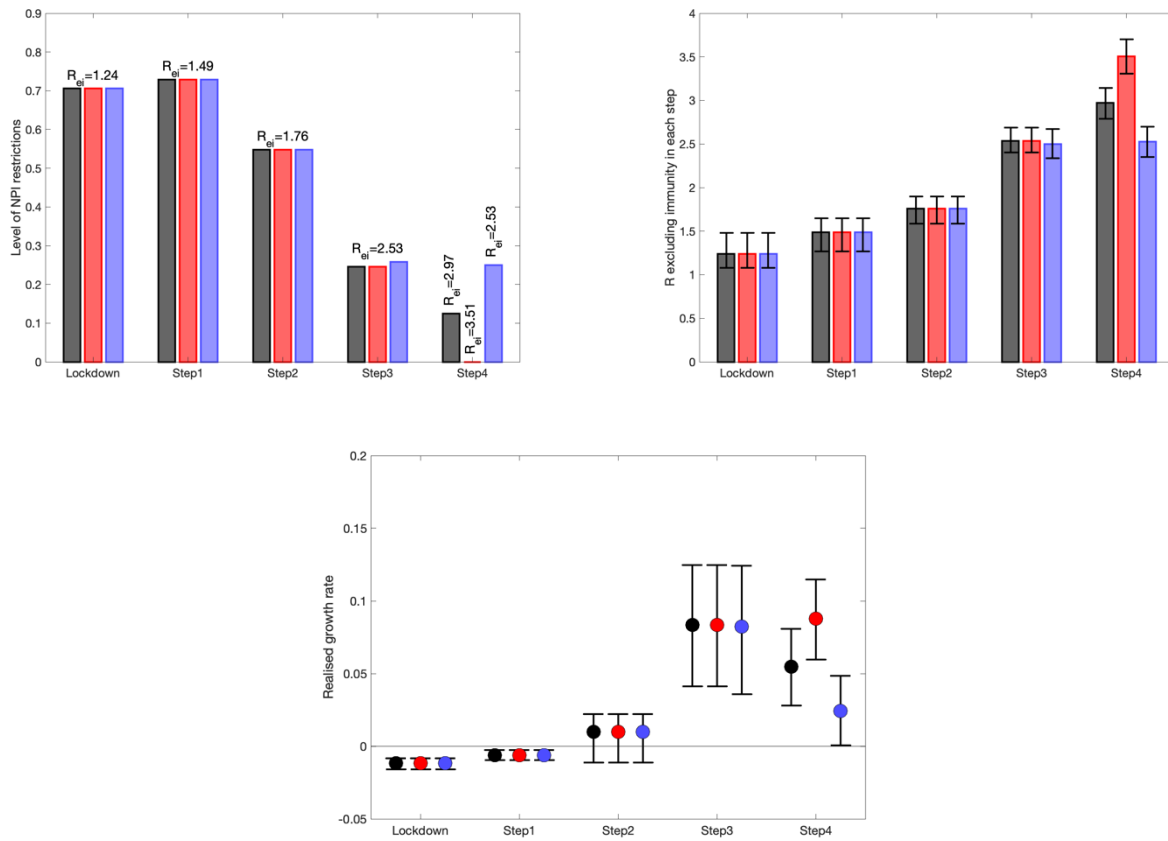 Level of NPI restrictions
0.9
0.8
0.7
0.6
0.5
0.4
0.3
0.2
0.1
0
R_ei=1.24
R_ei=1.49
R_ei=1.76
R_ei=2.53
R_ei=2.97
R_ei=3.51
R_ei=2.53
Lockdown Step1 Step2 Step3 Step4
R excluding immunity in each step
4
3.5
3
2.5
2
1.5
1
0.5
0
Lockdown Step1 Step2 Step3 Step4
Realised growth rate
0.2
0.15
0.1
0.05
0
-0.05
Lockdown Step1 Step2 Step3 Step4